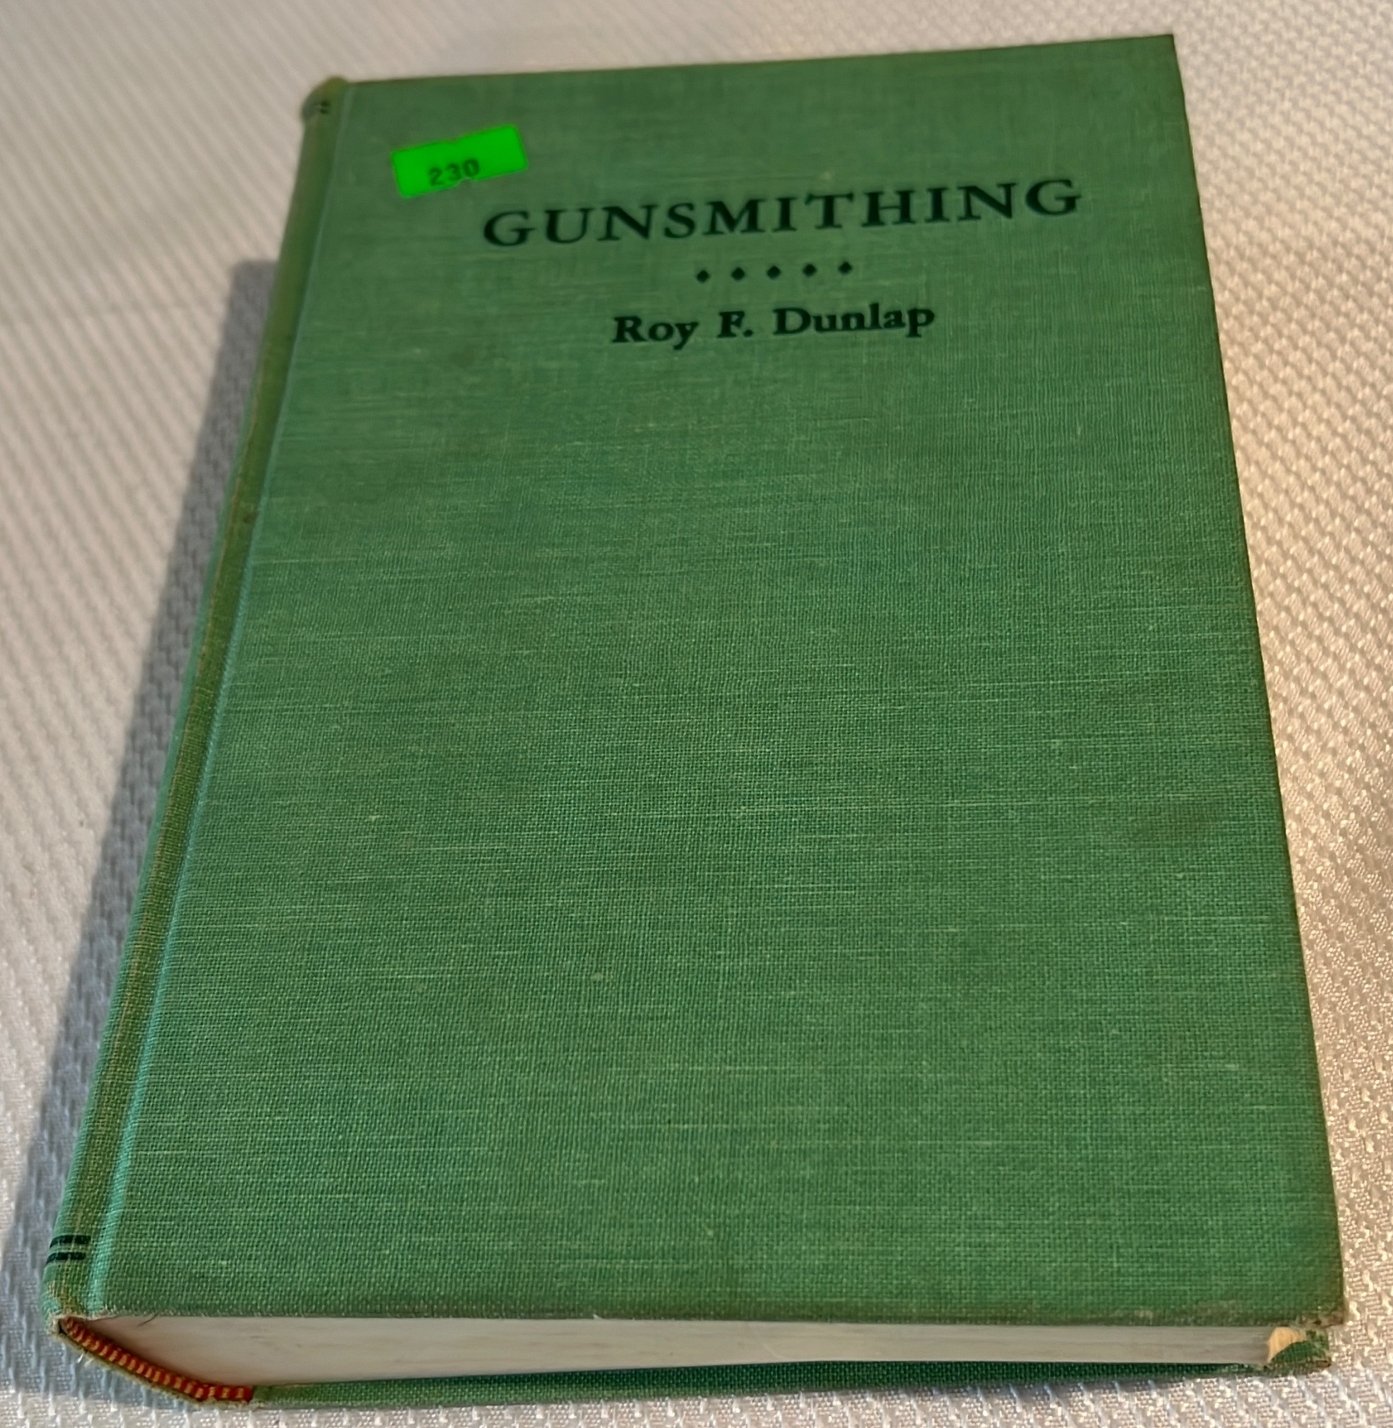 230
GUNSMITHING
Roy F. Dunlap